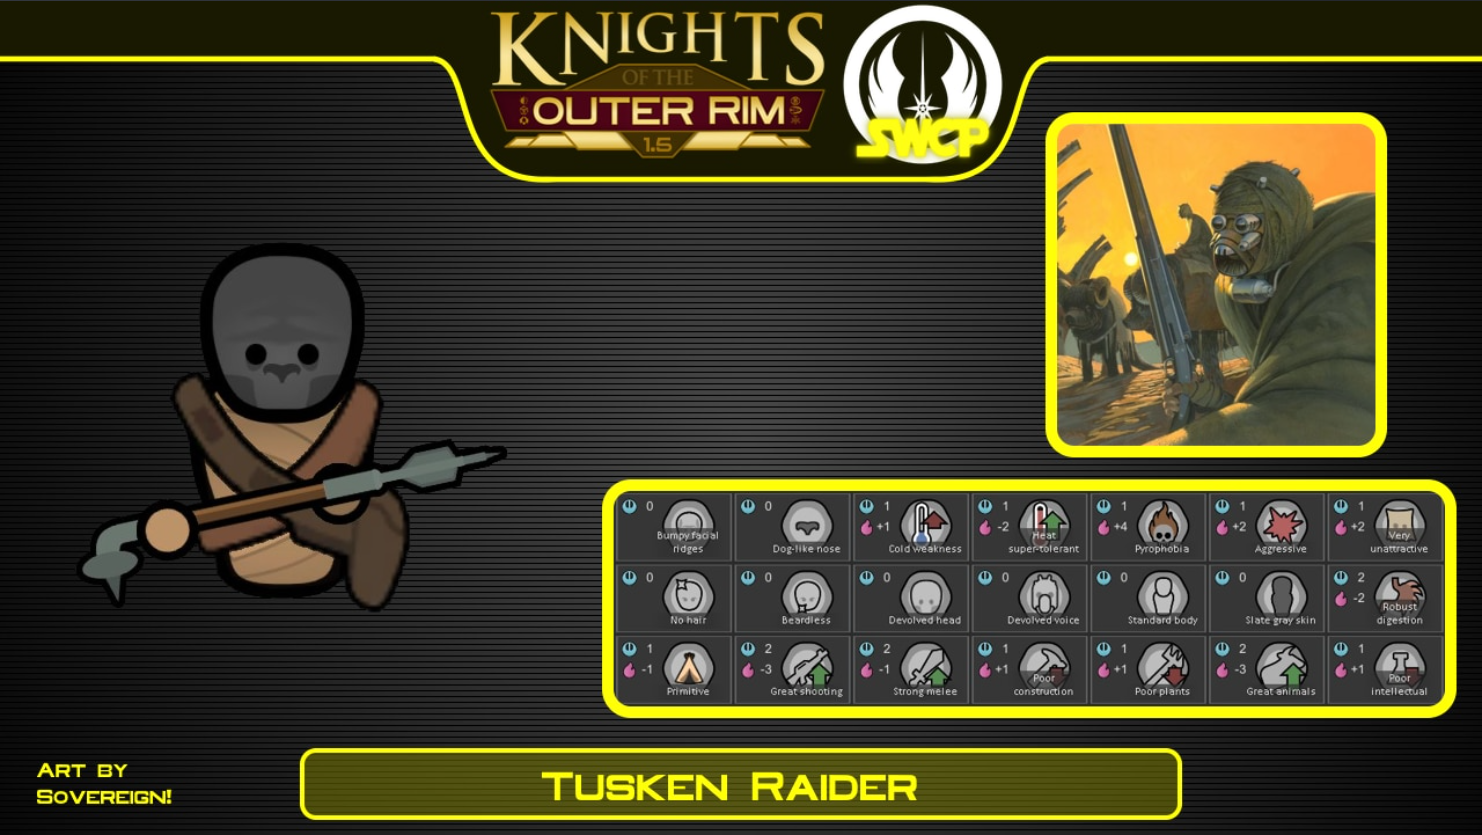 KNIGHTS
OF THE
OUTER RIM
1.5
SWCP
0 Bumpy facial
ridges
0 Dog-like nose
1 +1 Cold weakness
1 -2 Heat
super-tolerant
1 +4 Pyrophobia
1 +2 Aggressive
1 +2 Very
unattractive
0 No hair
0 Beardless
0 Devolved head
0 Devolved voice
0 Standard body
0 Slate gray skin
2 -2 Robust
digestion
1 -1 Primitive
2 -3 Great shooting
2 -1 Strong melee
1 +1 Poor
construction
1 +1 Poor plants
2 -3 Great animals
1 +1 Poor
intellectual
ART BY
SOVEREIGN!
TUSKEN RAIDER